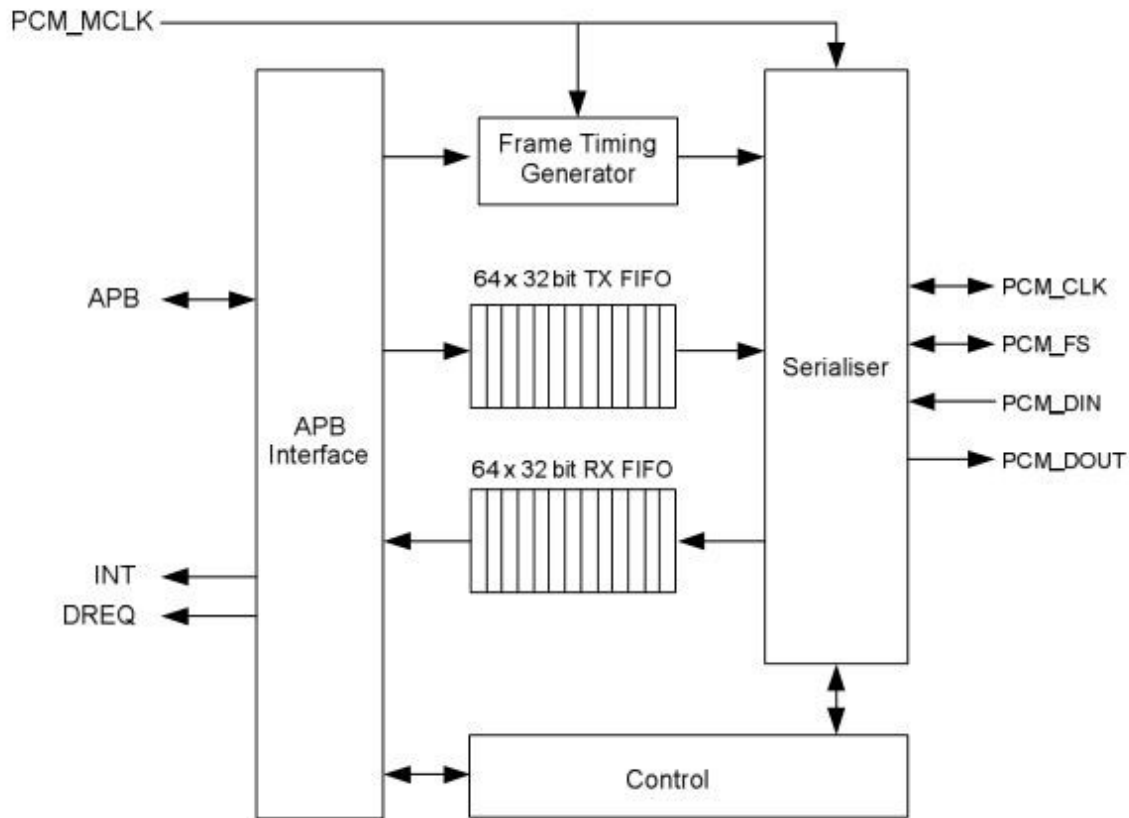 PCM_MCLK
Frame Timing
Generator
64 x 32 bit TX FIFO
APB
PCM_CLK
PCM_FS
Serialiser
PCM_DIN
APB
Interface
PCM_DOUT
64 x 32 bit RX FIFO
INT
DREQ
Control